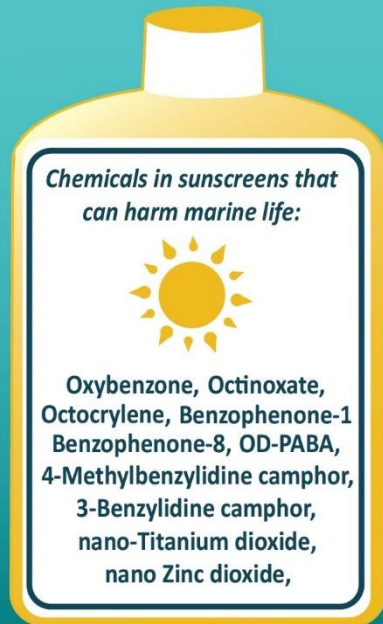 Chemicals in sunscreens that
can harm marine life:
Oxybenzone, Octinoxate,
Octocrylene, Benzophenone-1
Benzophenone-8, OD-PABA,
4-Methylbenzylidine camphor,
3-Benzylidine camphor,
nano-Titanium dioxide,
nano Zinc dioxide,